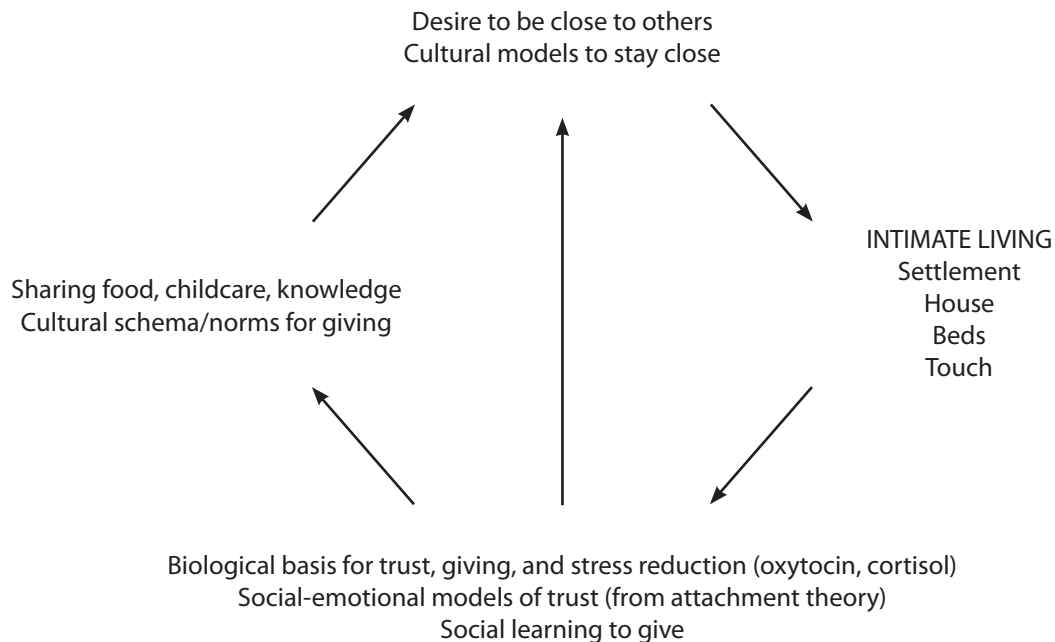 Desire to be close to others
Cultural models to stay close
INTIMATE LIVING
Settlement
House
Beds
Touch
Sharing food, childcare, knowledge
Cultural schema/norms for giving
Biological basis for trust, giving, and stress reduction (oxytocin, cortisol)
Social-emotional models of trust (from attachment theory)
Social learning to give